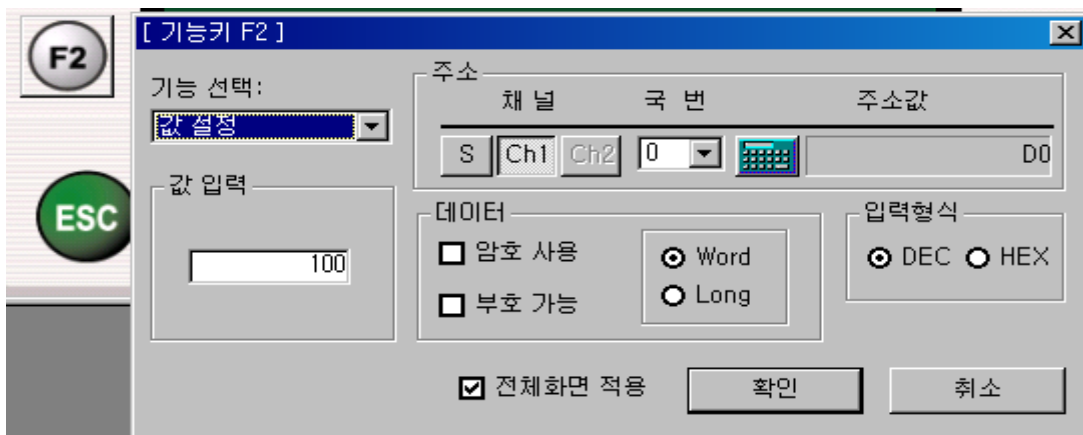 F2
[ 기능키 F2 ]
기능 선택:
값 설정
주소
채 널 국 번 주소값
S Ch1 Ch2 0 D0
ESC
값 입력
100
데이터
암호 사용
부호 가능
Word
Long
입력형식
DEC HEX
전체화면 적용
확인
취소